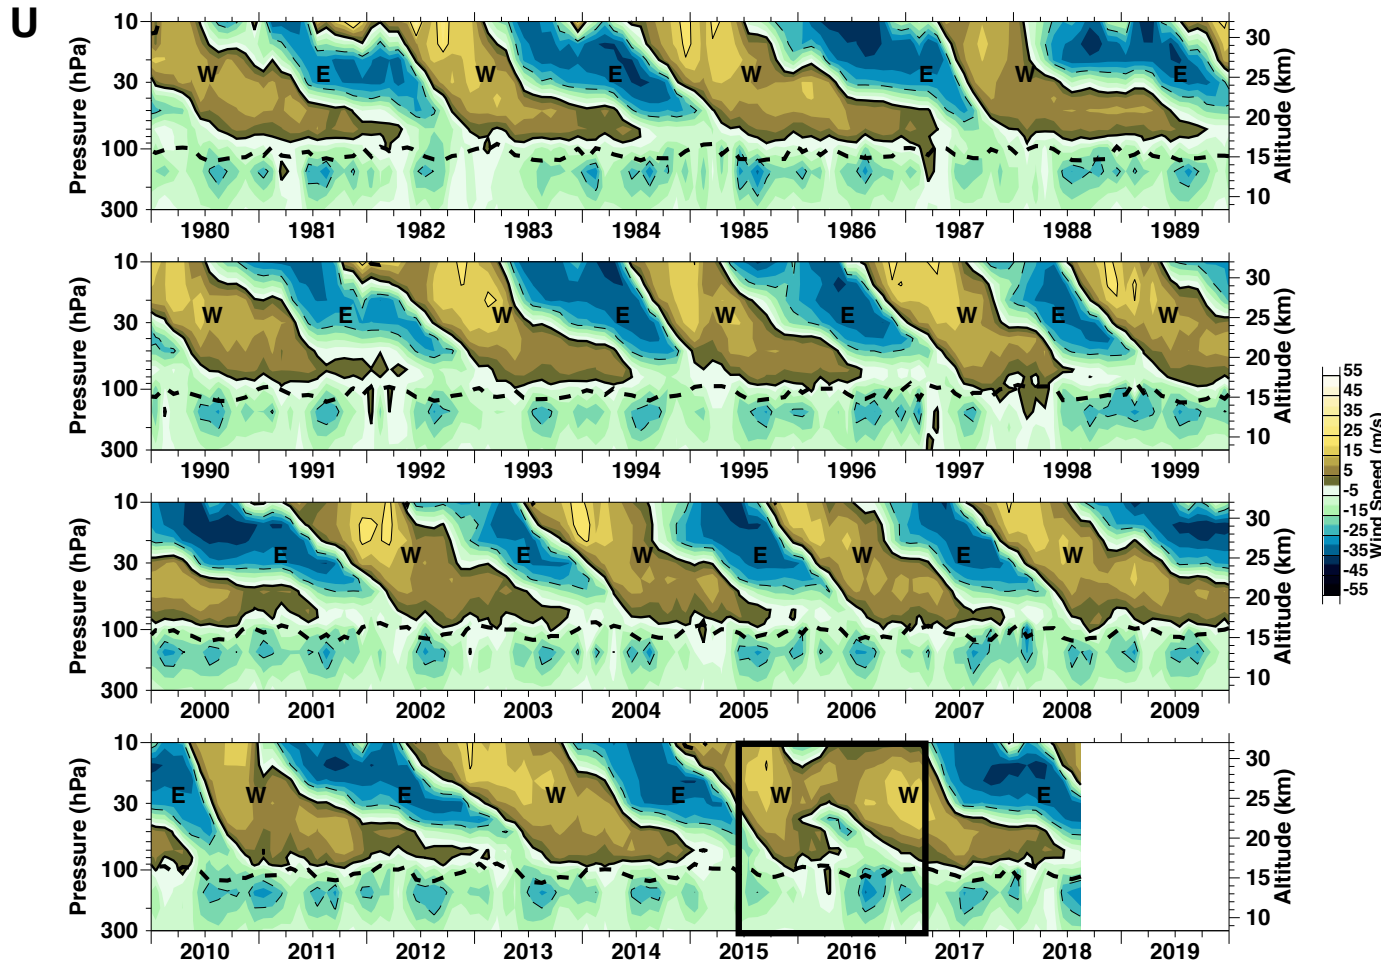 U
Pressure (hPa)
10
30
100
300
W
E
W
E
W
E
W
E
30
25
20
15
10
Altitude (km)
1980 1981 1982 1983 1984 1985 1986 1987 1988 1989
Pressure (hPa)
10
30
100
300
W
E
W
E
W
E
W
E
W
30
25
20
15
10
Altitude (km)
1990 1991 1992 1993 1994 1995 1996 1997 1998 1999
Pressure (hPa)
10
30
100
300
E
W
E
W
E
W
E
W
30
25
20
15
10
Altitude (km)
2000 2001 2002 2003 2004 2005 2006 2007 2008 2009
Pressure (hPa)
10
30
100
300
E
W
E
W
E
W
W
E
30
25
20
15
10
Altitude (km)
2010 2011 2012 2013 2014 2015 2016 2017 2018 2019
55
45
35
25
15
5
-5
-15
-25
-35
-45
-55
Wind Speed (m/s)